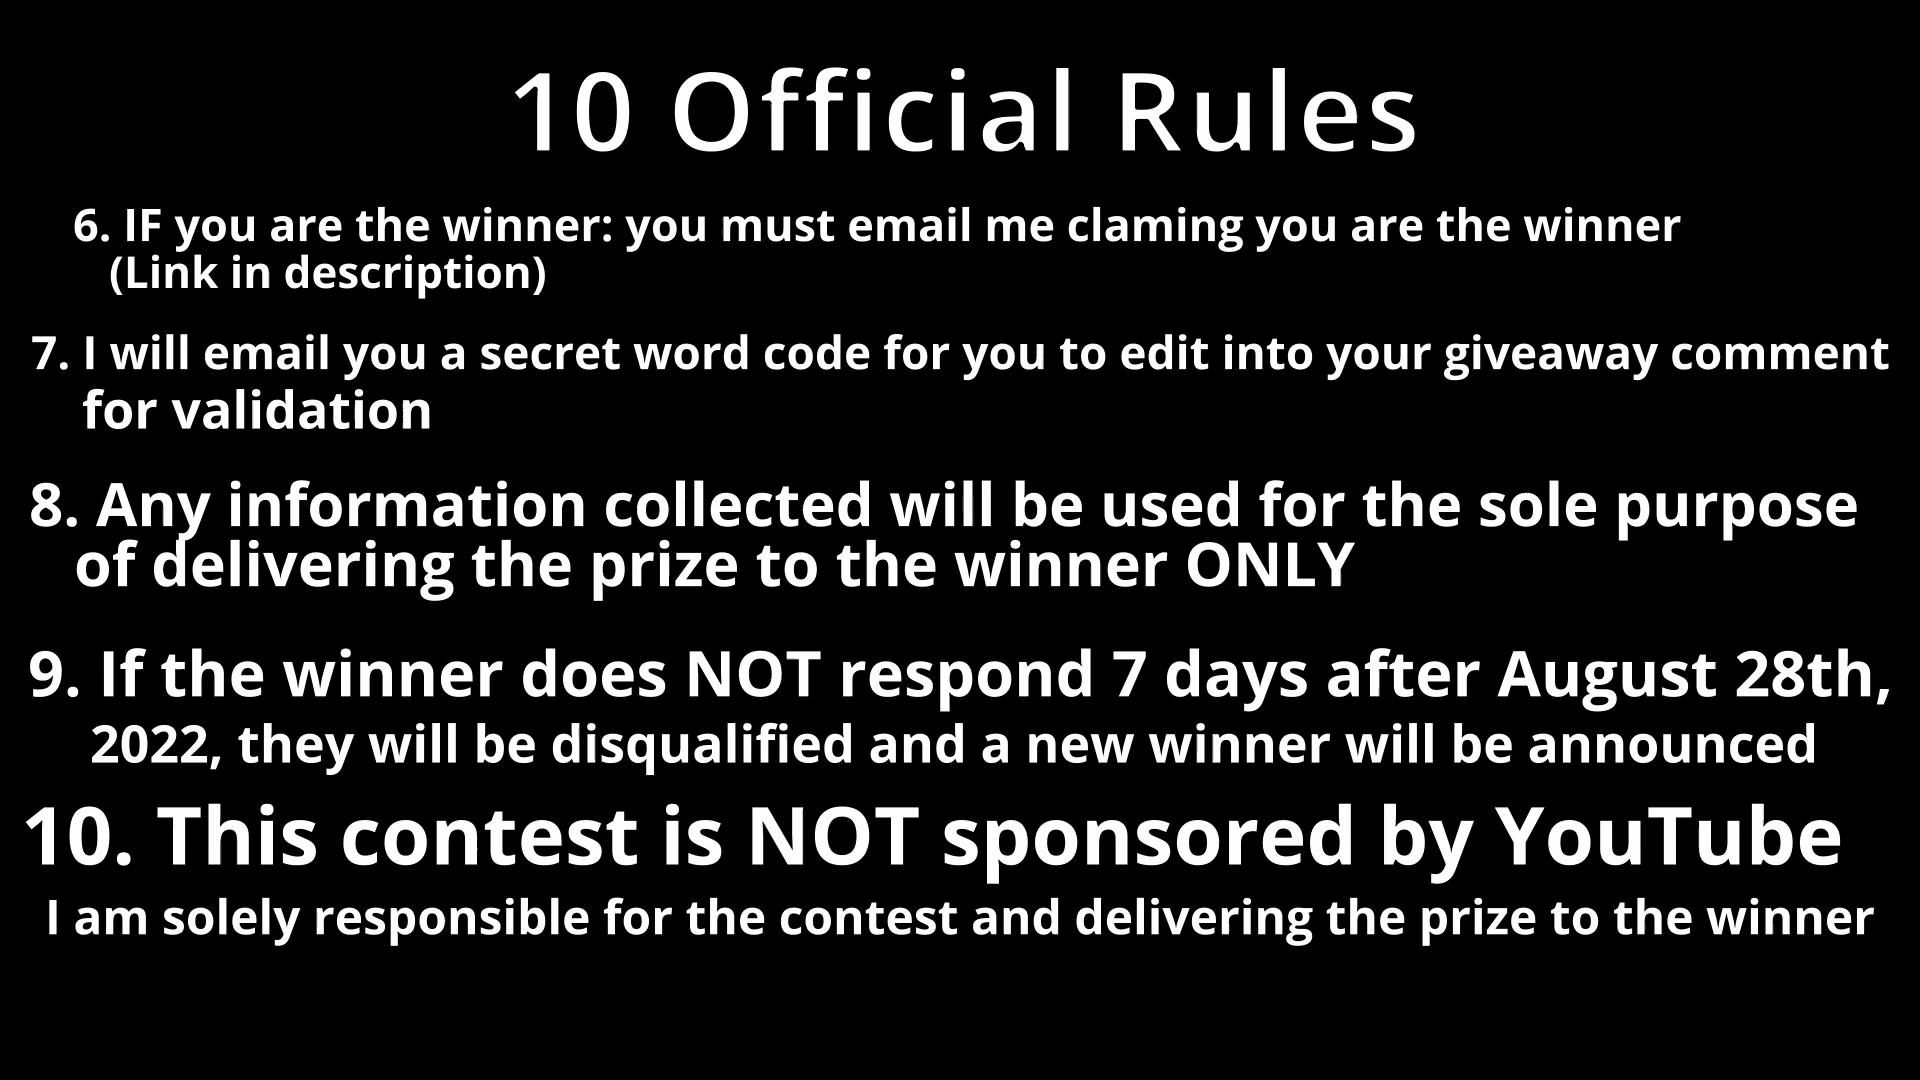 10 Official Rules
6. IF you are the winner: you must email me claming you are the winner
(Link in description)
7. I will email you a secret word code for you to edit into your giveaway comment
for validation
8. Any information collected will be used for the sole purpose
of delivering the prize to the winner ONLY
9. If the winner does NOT respond 7 days after August 28th,
2022, they will be disqualified and a new winner will be announced
10. This contest is NOT sponsored by YouTube
I am solely responsible for the contest and delivering the prize to the winner